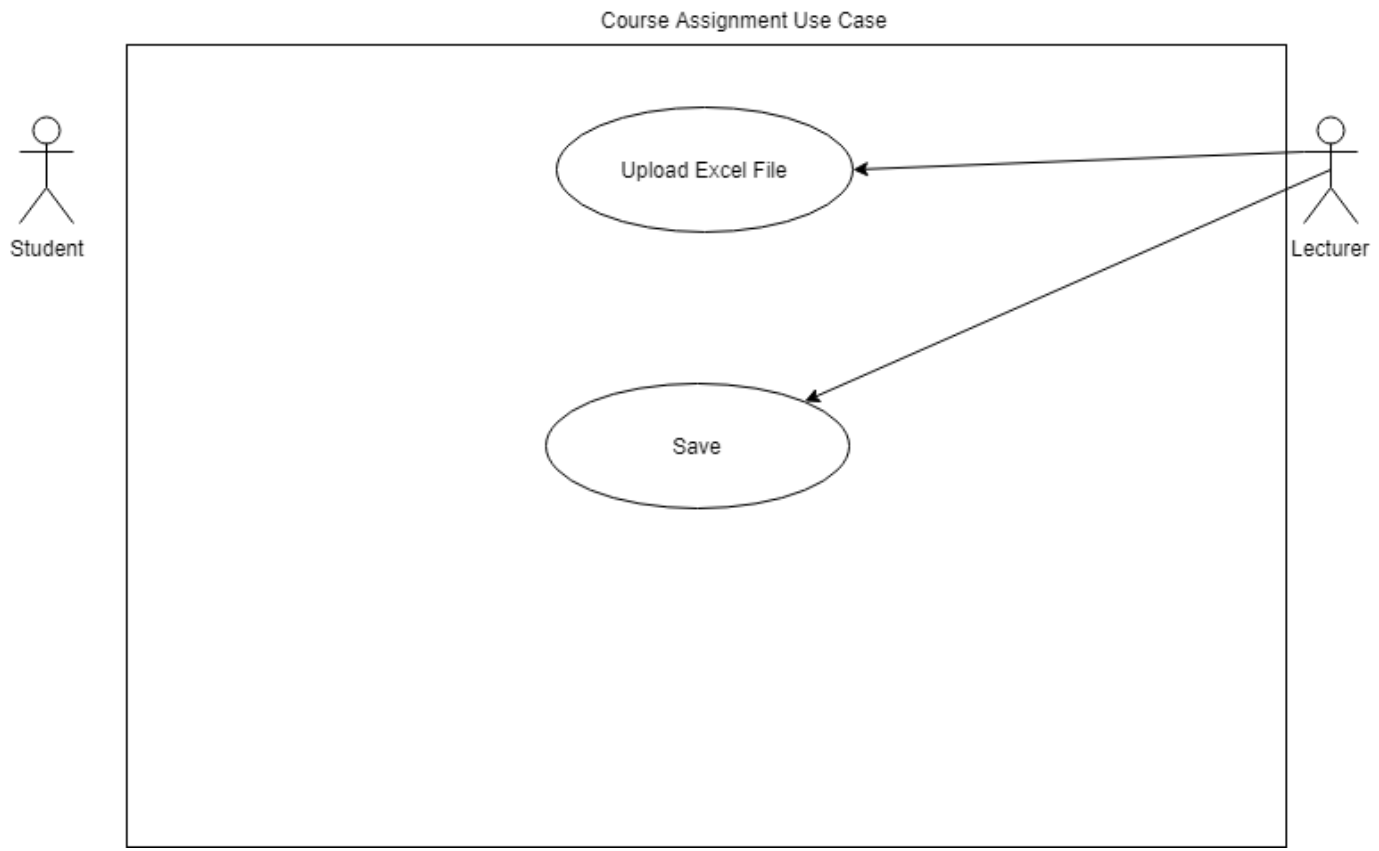 Course Assignment Use Case
Upload Excel File
Student
Lecturer
Save